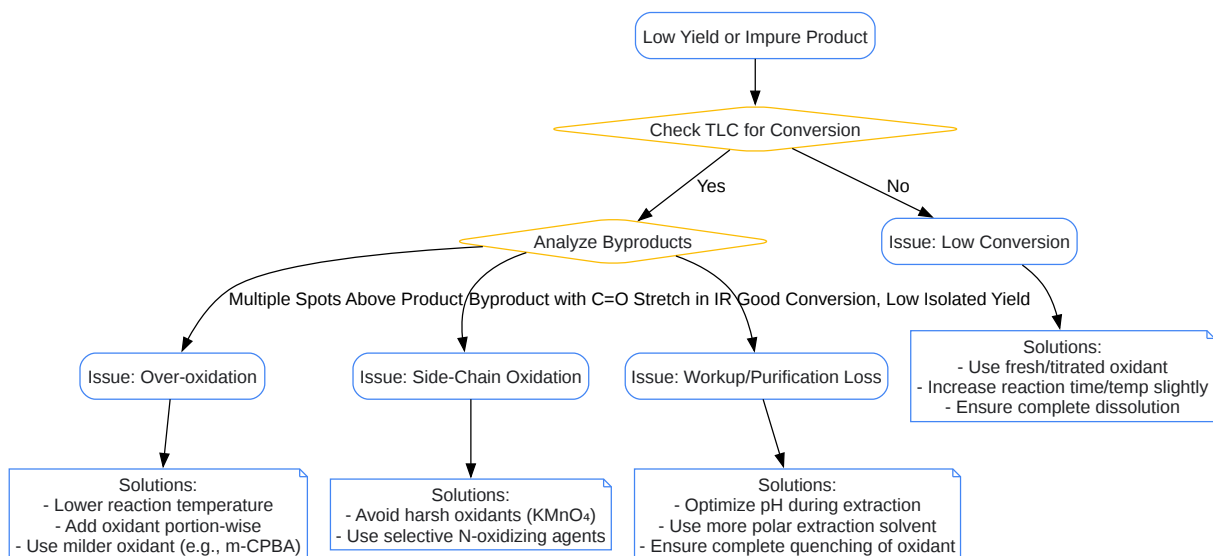 Low Yield or Impure Product
Check TLC for Conversion
Yes
No
Analyze Byproducts
Issue: Low Conversion
Multiple Spots Above Product
Byproduct with C=O Stretch in IR
Good Conversion, Low Isolated Yield
Issue: Over-oxidation
Issue: Side-Chain Oxidation
Issue: Workup/Purification Loss
Solutions:
- Use fresh/titrated oxidant
- Increase reaction time/temp slightly
- Ensure complete dissolution
Solutions:
- Lower reaction temperature
- Add oxidant portion-wise
- Use milder oxidant (e.g., m-CPBA)
Solutions:
- Avoid harsh oxidants (KMnO₄)
- Use selective N-oxidizing agents
Solutions:
- Optimize pH during extraction
- Use more polar extraction solvent
- Ensure complete quenching of oxidant